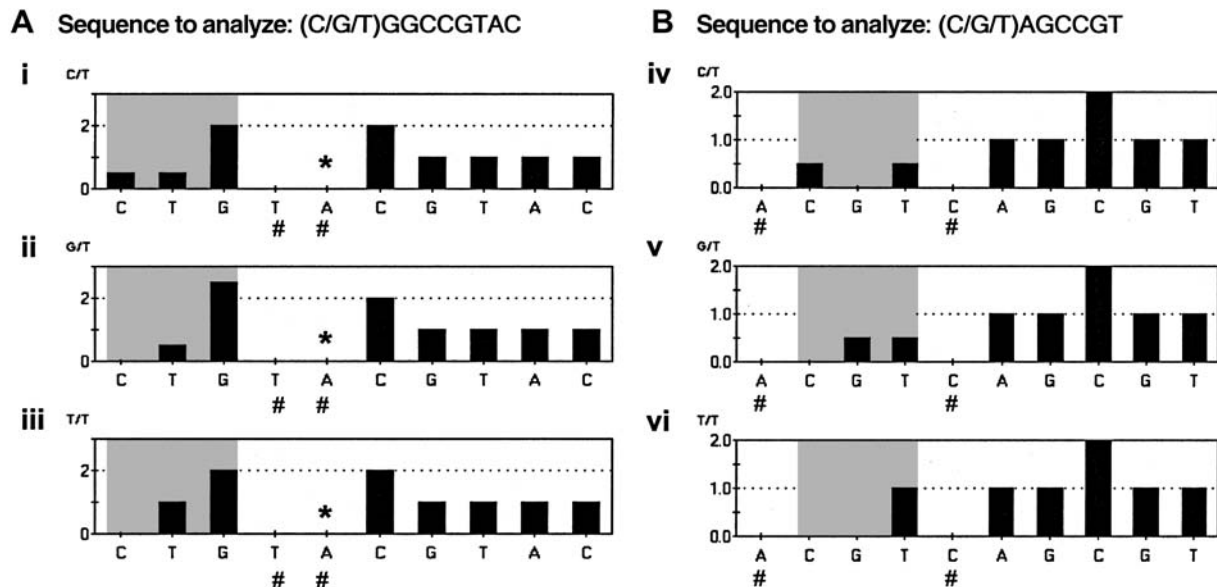 A Sequence to analyze: (C/G/T)GGCCGTAC
i C/T
2
*
0
C T G T A C G T A C
# #
ii G/T
2
*
0
C T G T A C G T A C
# #
iii T/T
2
*
0
C T G T A C G T A C
# #
B Sequence to analyze: (C/G/T)AGCCGT
iv C/T
2.0
1.0
0.0
A C G T C A G C G T
# #
v G/T
2.0
1.0
0.0
A C G T C A G C G T
# #
vi T/T
2.0
1.0
0.0
A C G T C A G C G T
# #